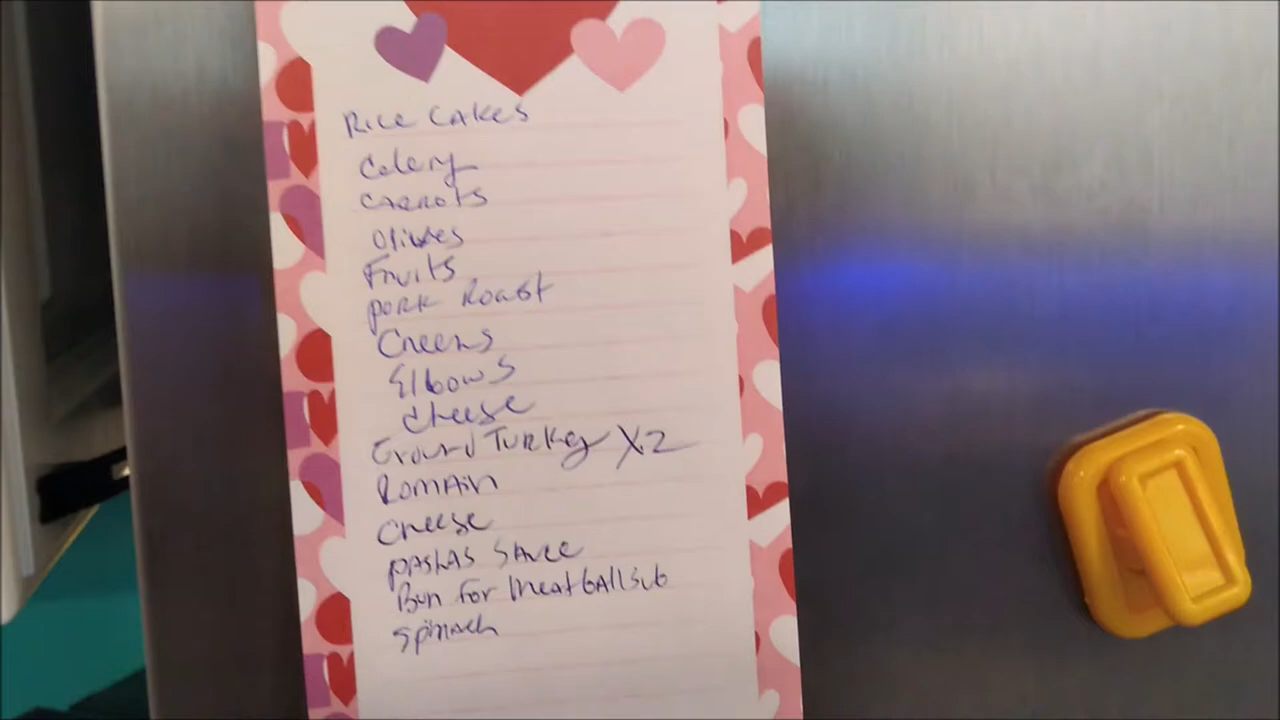 Rice Cakes
Celery
Carrots
Olives
Fruits
Pork Roast
Greens
Elbows
Cheese
Ground Turkey X2
Romain
Cheese
Pastas Sauce
Bun for Meatball sub
Spinach